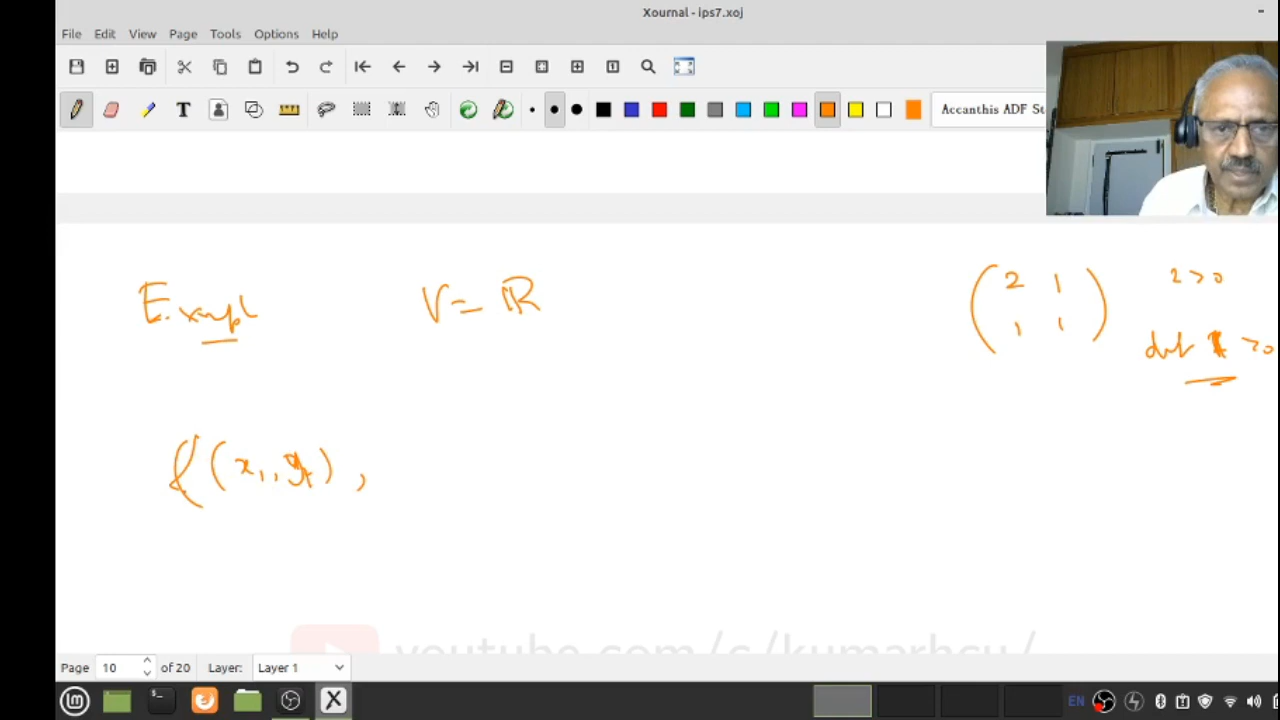 Xournal - ips7.xoj
File Edit View Page Tools Options Help
Accanthis ADF St
Example V = ℝ
( 2 1
1 1 )
2 > 0
det > 0
( x₁,
youtube.com/c/kumarhcu/
Page 10 of 20 Layer: Layer 1
EN